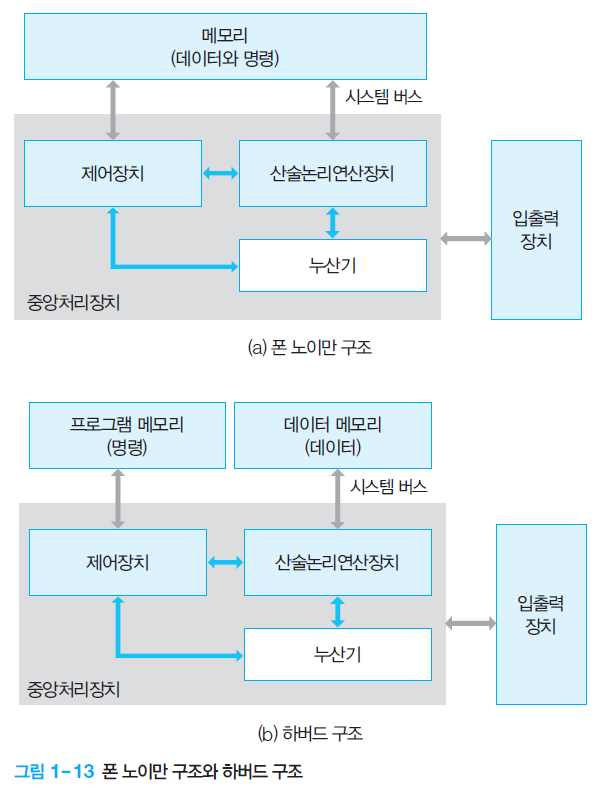 메모리
(데이터와 명령)
시스템 버스
제어장치
산술논리연산장치
입출력
장치
누산기
중앙처리장치
(a) 폰 노이만 구조
프로그램 메모리
(명령)
데이터 메모리
(데이터)
시스템 버스
제어장치
산술논리연산장치
입출력
장치
누산기
중앙처리장치
(b) 하버드 구조
그림 1-13 폰 노이만 구조와 하버드 구조